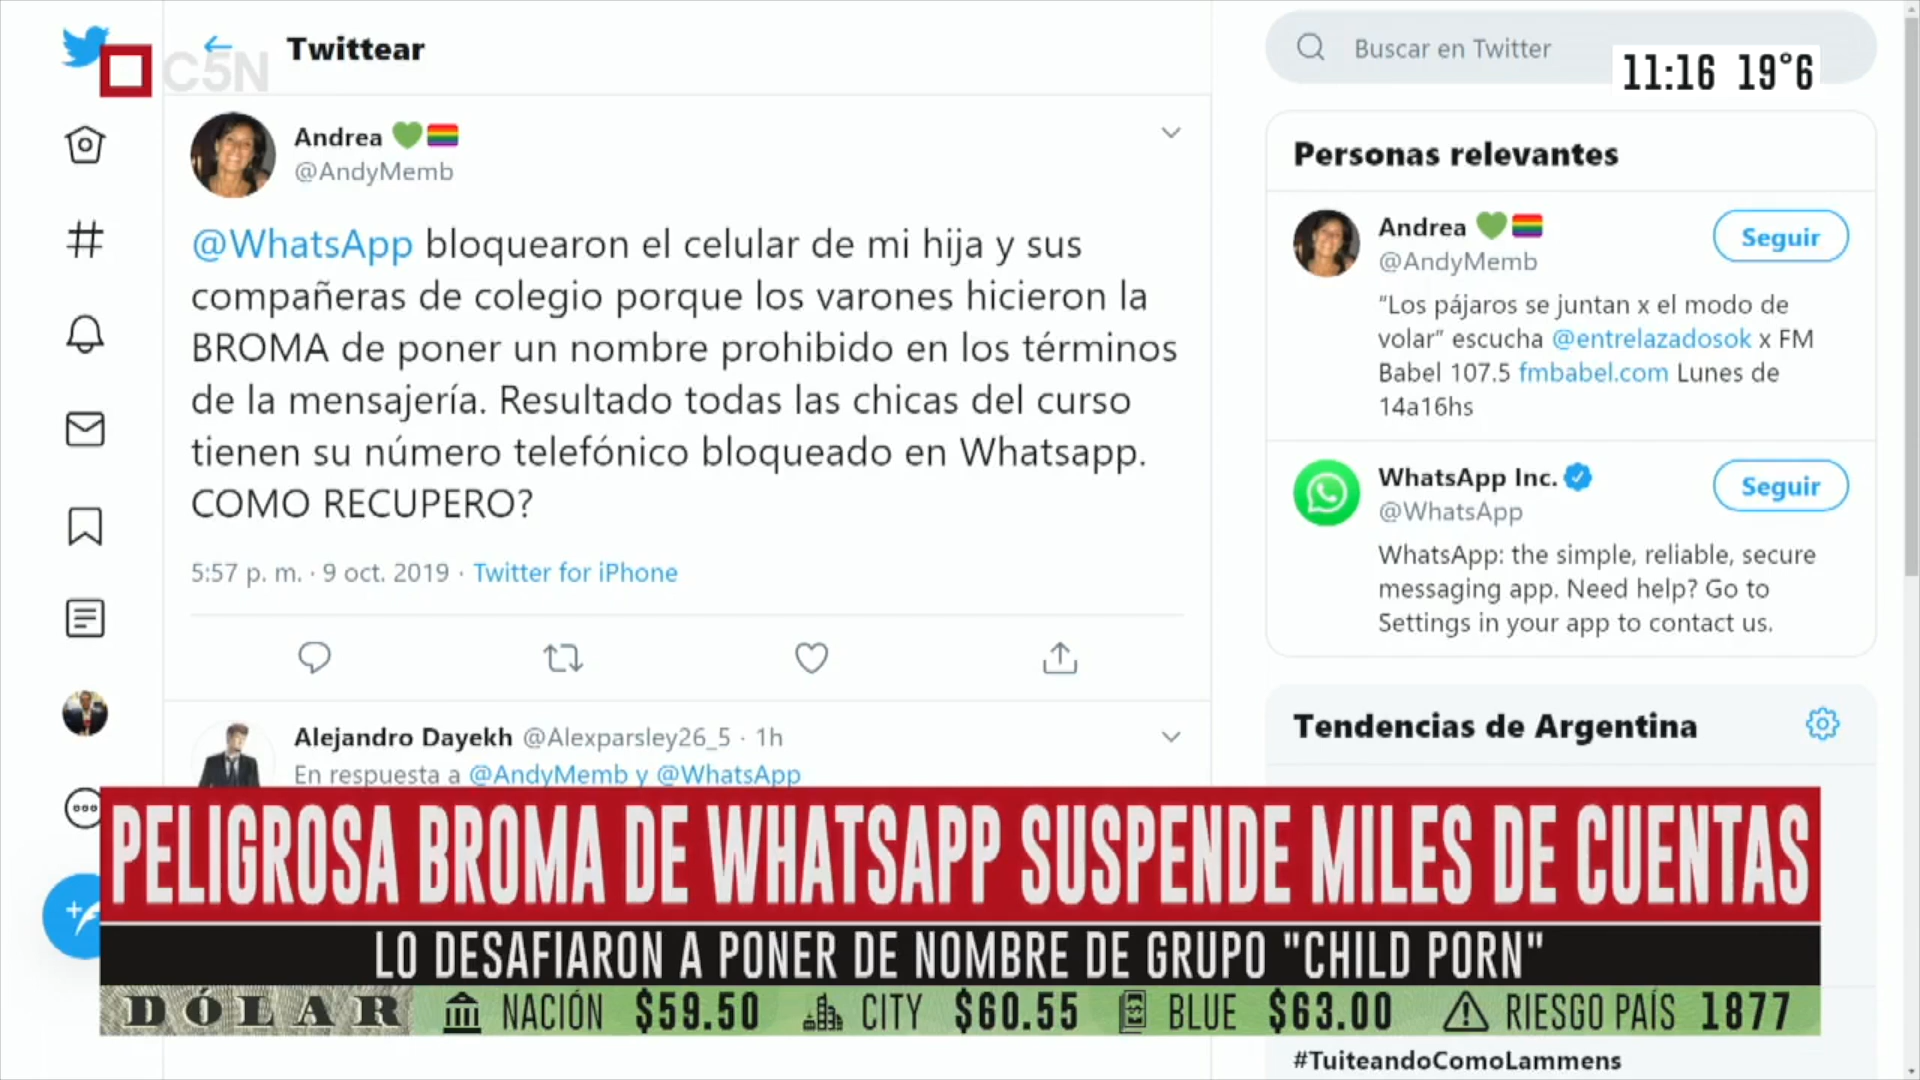 C5N
Twittear
Buscar en Twitter
11:16 19°6
Andrea
@AndyMemb
@WhatsApp bloquearon el celular de mi hija y sus
compañeras de colegio porque los varones hicieron la
BROMA de poner un nombre prohibido en los términos
de la mensajería. Resultado todas las chicas del curso
tienen su número telefónico bloqueado en Whatsapp.
COMO RECUPERO?
5:57 p. m. · 9 oct. 2019 · Twitter for iPhone
Alejandro Dayekh @Alexparsley26_5 · 1h
En respuesta a @AndyMemb y @WhatsApp
Personas relevantes
Andrea
@AndyMemb
Seguir
“Los pájaros se juntan x el modo de
volar” escucha @entrelazadosok x FM
Babel 107.5 fmbabel.com Lunes de
14a16hs
WhatsApp Inc.
@WhatsApp
Seguir
WhatsApp: the simple, reliable, secure
messaging app. Need help? Go to
Settings in your app to contact us.
Tendencias de Argentina
PELIGROSA BROMA DE WHATSAPP SUSPENDE MILES DE CUENTAS
LO DESAFIARON A PONER DE NOMBRE DE GRUPO "CHILD PORN"
DÓLAR NACIÓN $59.50 CITY $60.55 BLUE $63.00 RIESGO PAÍS 1877
#TuiteandoComoLammens